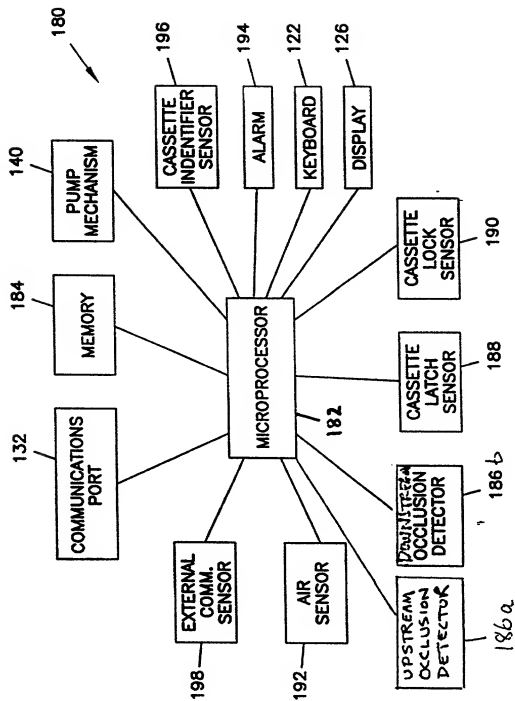 180
132
COMMUNICATIONS
PORT
184
MEMORY
140
PUMP
MECHANISM
196
CASSETTE
INDENTIFIER
SENSOR
194
ALARM
122
KEYBOARD
126
DISPLAY
MICROPROCESSOR
182
EXTERNAL
COMM.
SENSOR
198
AIR
SENSOR
192
UPSTREAM
OCCLUSION
DETECTOR
186a
DOWNSTREAM
OCCLUSION
DETECTOR
186b
CASSETTE
LATCH
SENSOR
188
CASSETTE
LOCK
SENSOR
190